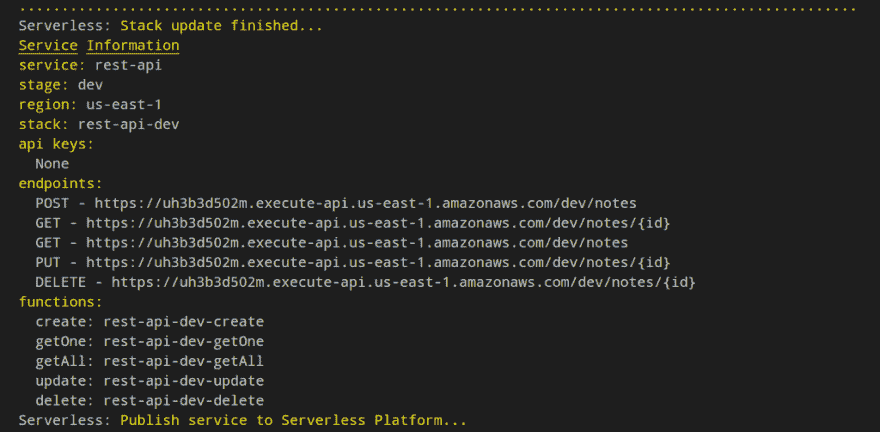 ................................................................................................
Serverless: Stack update finished...
Service Information
service: rest-api
stage: dev
region: us-east-1
stack: rest-api-dev
api keys:
  None
endpoints:
  POST - https://uh3b3d502m.execute-api.us-east-1.amazonaws.com/dev/notes
  GET - https://uh3b3d502m.execute-api.us-east-1.amazonaws.com/dev/notes/{id}
  GET - https://uh3b3d502m.execute-api.us-east-1.amazonaws.com/dev/notes
  PUT - https://uh3b3d502m.execute-api.us-east-1.amazonaws.com/dev/notes/{id}
  DELETE - https://uh3b3d502m.execute-api.us-east-1.amazonaws.com/dev/notes/{id}
functions:
  create: rest-api-dev-create
  getOne: rest-api-dev-getOne
  getAll: rest-api-dev-getAll
  update: rest-api-dev-update
  delete: rest-api-dev-delete
Serverless: Publish service to Serverless Platform...